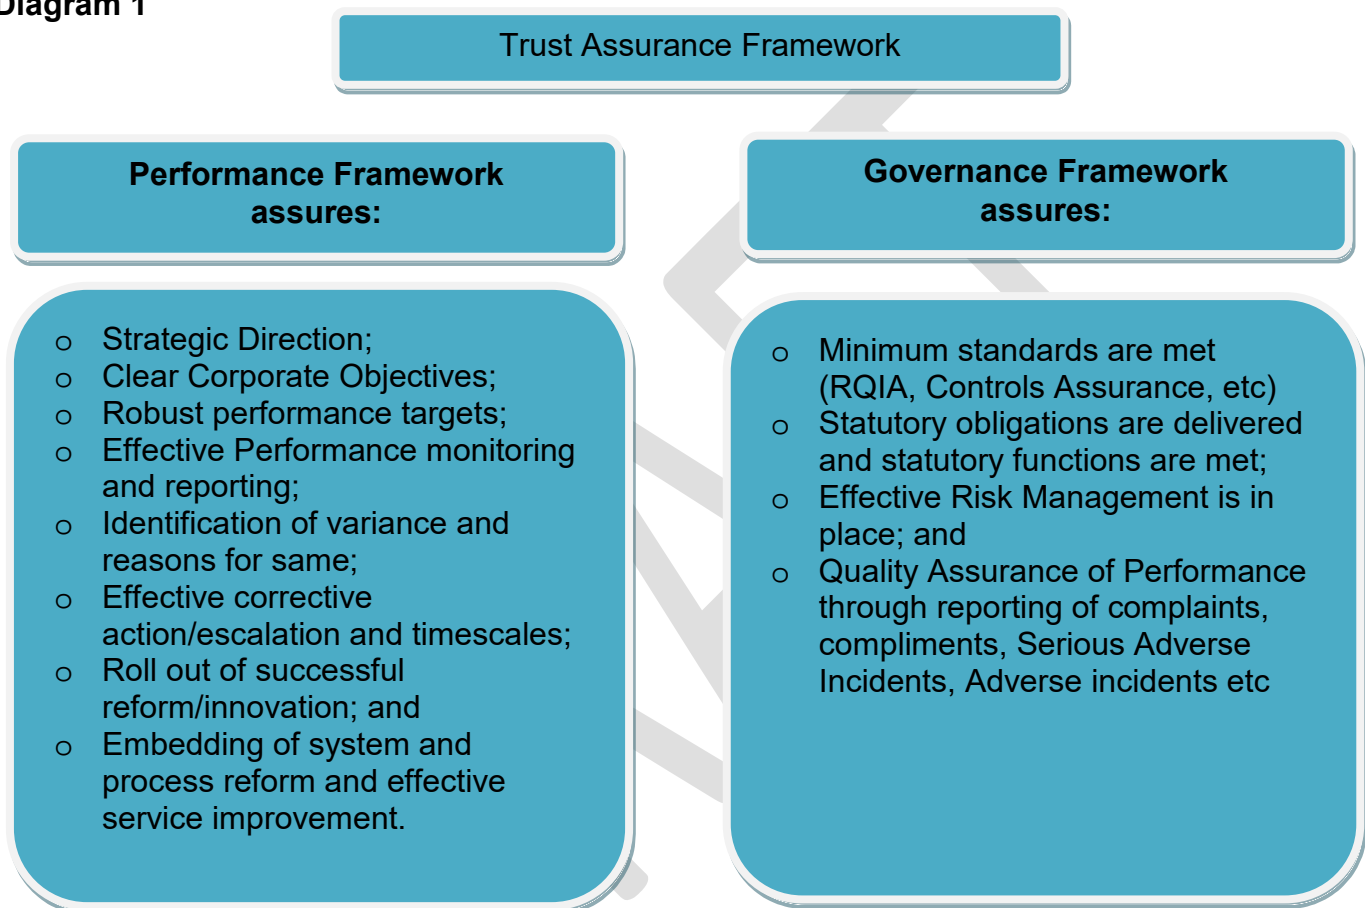 Diagram 1
Trust Assurance Framework
Performance Framework
assures:
o Strategic Direction;
o Clear Corporate Objectives;
o Robust performance targets;
o Effective Performance monitoring
and reporting;
o Identification of variance and
reasons for same;
o Effective corrective
action/escalation and timescales;
o Roll out of successful
reform/innovation; and
o Embedding of system and
process reform and effective
service improvement.
Governance Framework
assures:
o Minimum standards are met
(RQIA, Controls Assurance, etc)
o Statutory obligations are delivered
and statutory functions are met;
o Effective Risk Management is in
place; and
o Quality Assurance of Performance
through reporting of complaints,
compliments, Serious Adverse
Incidents, Adverse incidents etc